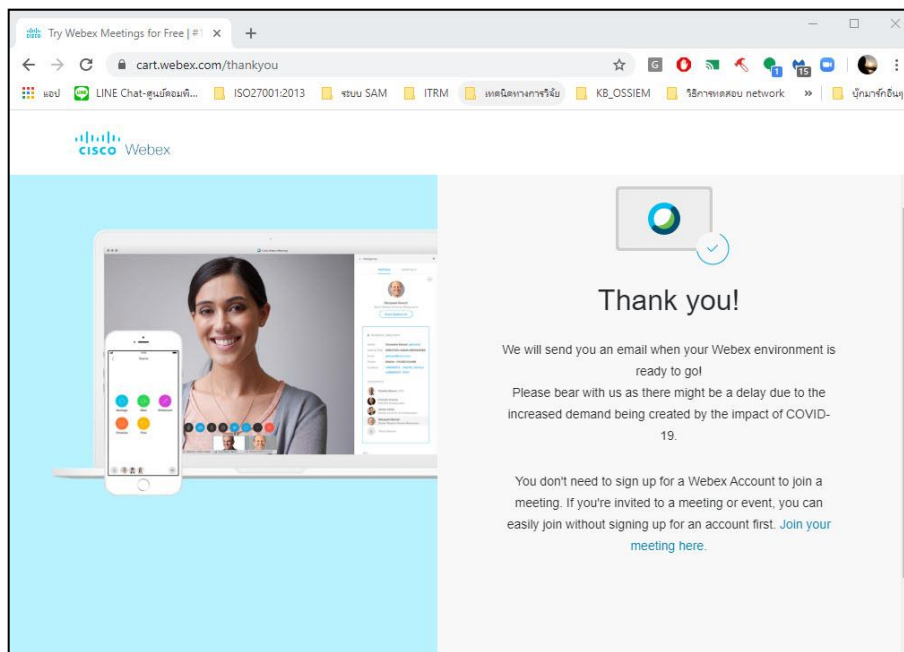 Try Webex Meetings for Free | #1
cart.webex.com/thankyou
แอป LINE Chat-ศูนย์คอมพิ... ISO27001:2013 ระบบ SAM ITRM เทคนิคทางการวิจัย KB_OSSIEM วิธีการทดสอบ network » บุ๊กมาร์กอื่นๆ
CISCO Webex
Thank you!
We will send you an email when your Webex environment is
ready to go!
Please bear with us as there might be a delay due to the
increased demand being created by the impact of COVID-
19.
You don't need to sign up for a Webex Account to join a
meeting. If you're invited to a meeting or event, you can
easily join without signing up for an account first. Join your
meeting here.